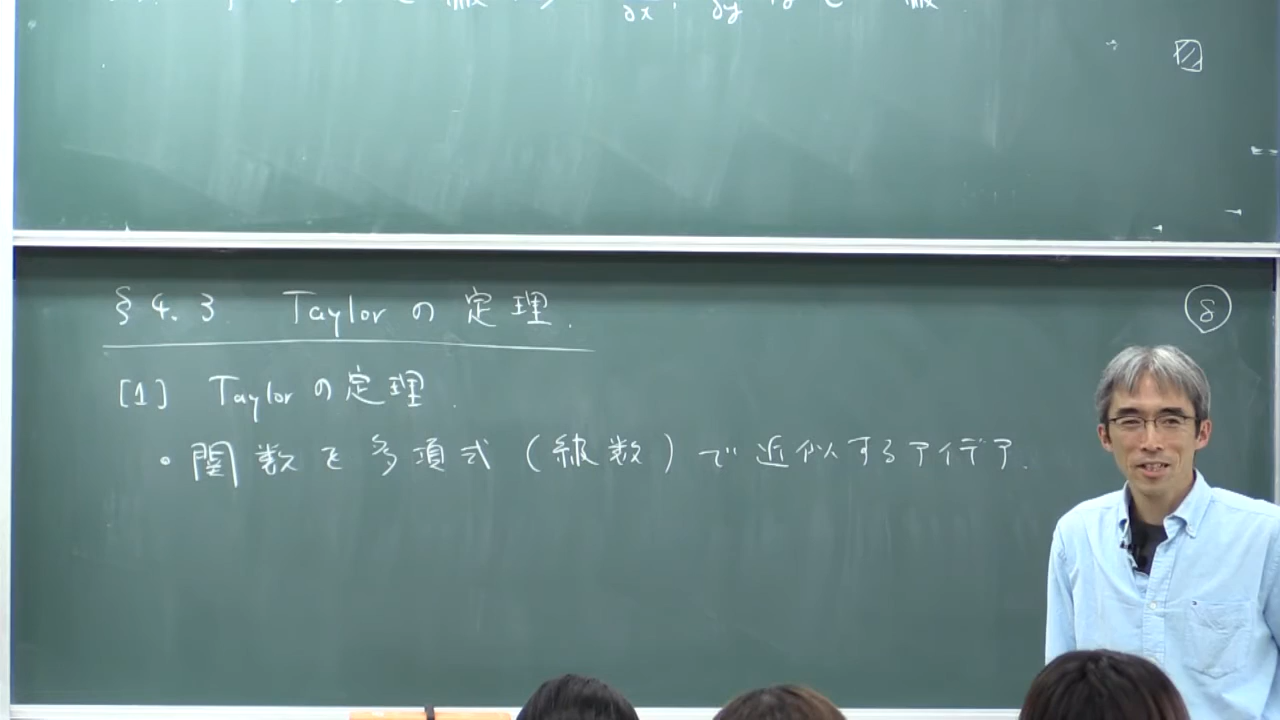 ∂x, ∂y
§4.3. Taylorの定理.
⑧
[1] Taylorの定理.
・関数を多項式(級数)で近似するアイデア.